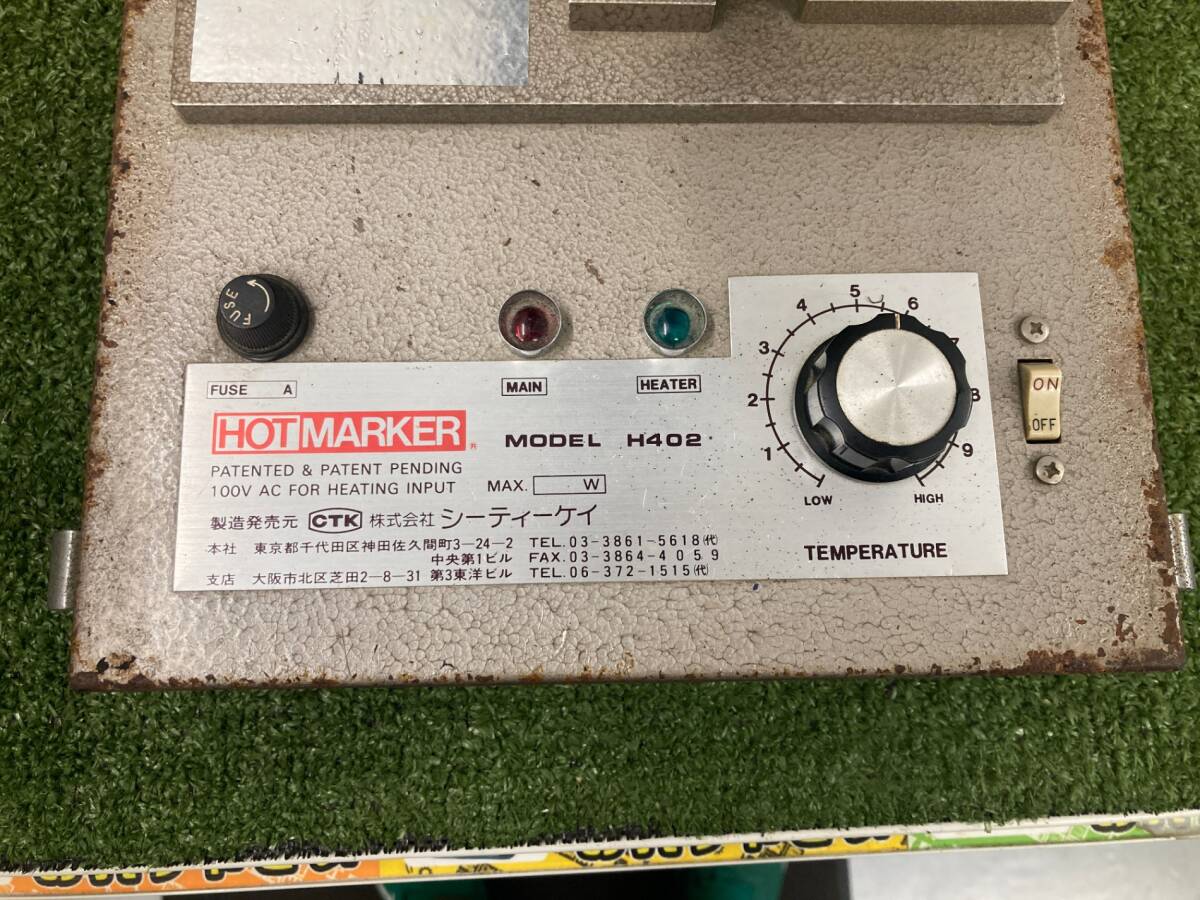 FUSE
FUSE A
MAIN
HEATER
HOTMARKER
MODEL H402
PATENTED & PATENT PENDING
100V AC FOR HEATING INPUT MAX. W
製造発売元 CTK 株式会社 シーティーケイ
本社 東京都千代田区神田佐久間町3-24-2 TEL.03-3861-5618(代)
中央第1ビル FAX.03-3864-4059
支店 大阪市北区芝田2-8-31 第3東洋ビル TEL.06-372-1515(代)
1
2
3
4
5
6
7
8
9
LOW
HIGH
TEMPERATURE
ON
OFF